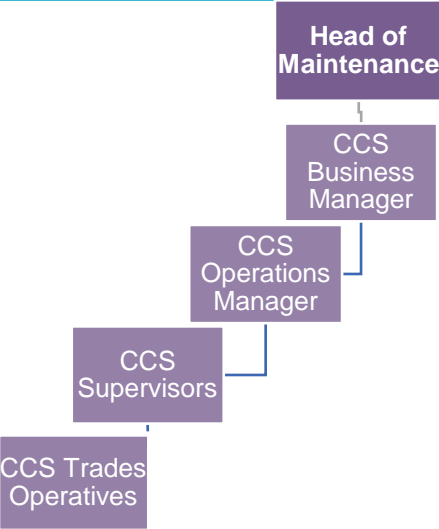 Head of
Maintenance
CCS
Business
Manager
CCS
Operations
Manager
CCS
Supervisors
CCS Trades
Operatives